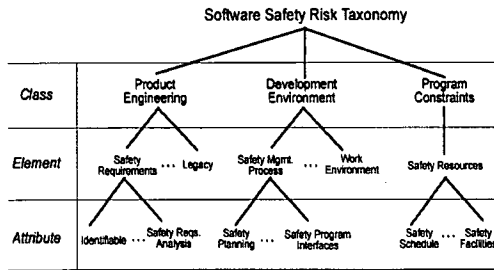 Software Safety Risk Taxonomy
Class
Product
Engineering
Development
Environment
Program
Constraints
Element
Safety
Requirements
...
Legacy
Safety Mgmt.
Process
...
Work
Environment
Safety Resources
Attribute
Identifiable
...
Safety Reqs.
Analysis
Safety
Planning
...
Safety Program
Interfaces
Safety
Schedule
...
Safety
Facilities